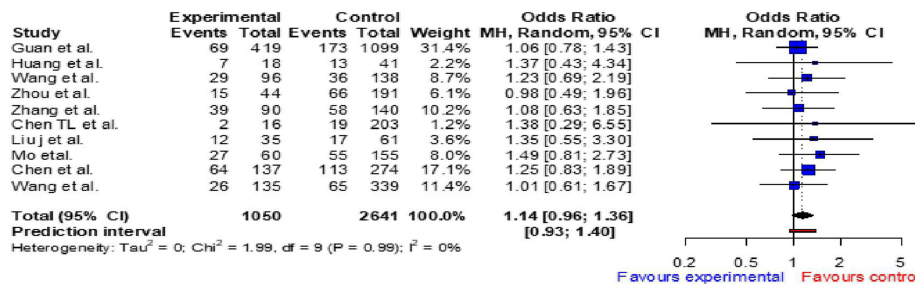 Experimental Control Odds Ratio Odds Ratio
Study Events Total Events Total Weight MH, Random, 95% CI MH, Random, 95% CI
Guan et al. 69 419 173 1099 31.4% 1.06 [0.78; 1.43]
Huang et al. 7 18 13 41 2.2% 1.37 [0.43; 4.34]
Wang et al. 29 96 36 138 8.9% 1.23 [0.69; 2.19]
Zhou et al. 15 44 66 191 6.1% 0.98 [0.49; 1.96]
Zhang et al. 39 90 58 140 10.2% 1.08 [0.63; 1.85]
Chen TL et al. 2 16 19 203 1.2% 1.38 [0.29; 6.55]
Liu j et al. 12 35 17 61 3.6% 1.35 [0.55; 3.30]
Mo etal. 27 60 55 155 8.0% 1.49 [0.81; 2.73]
Chen et al. 64 137 113 274 17.1% 1.25 [0.83; 1.89]
Wang et al. 26 135 65 339 11.4% 1.01 [0.61; 1.67]
Total (95% CI) 1050 2641 100.0% 1.14 [0.96; 1.36]
Prediction interval [0.93; 1.40]
Heterogeneity: Tau² = 0; Chi² = 1.99, df = 9 (P = 0.99); I² = 0%
0.2 0.5 1 2 5
Favours experimental Favours contro